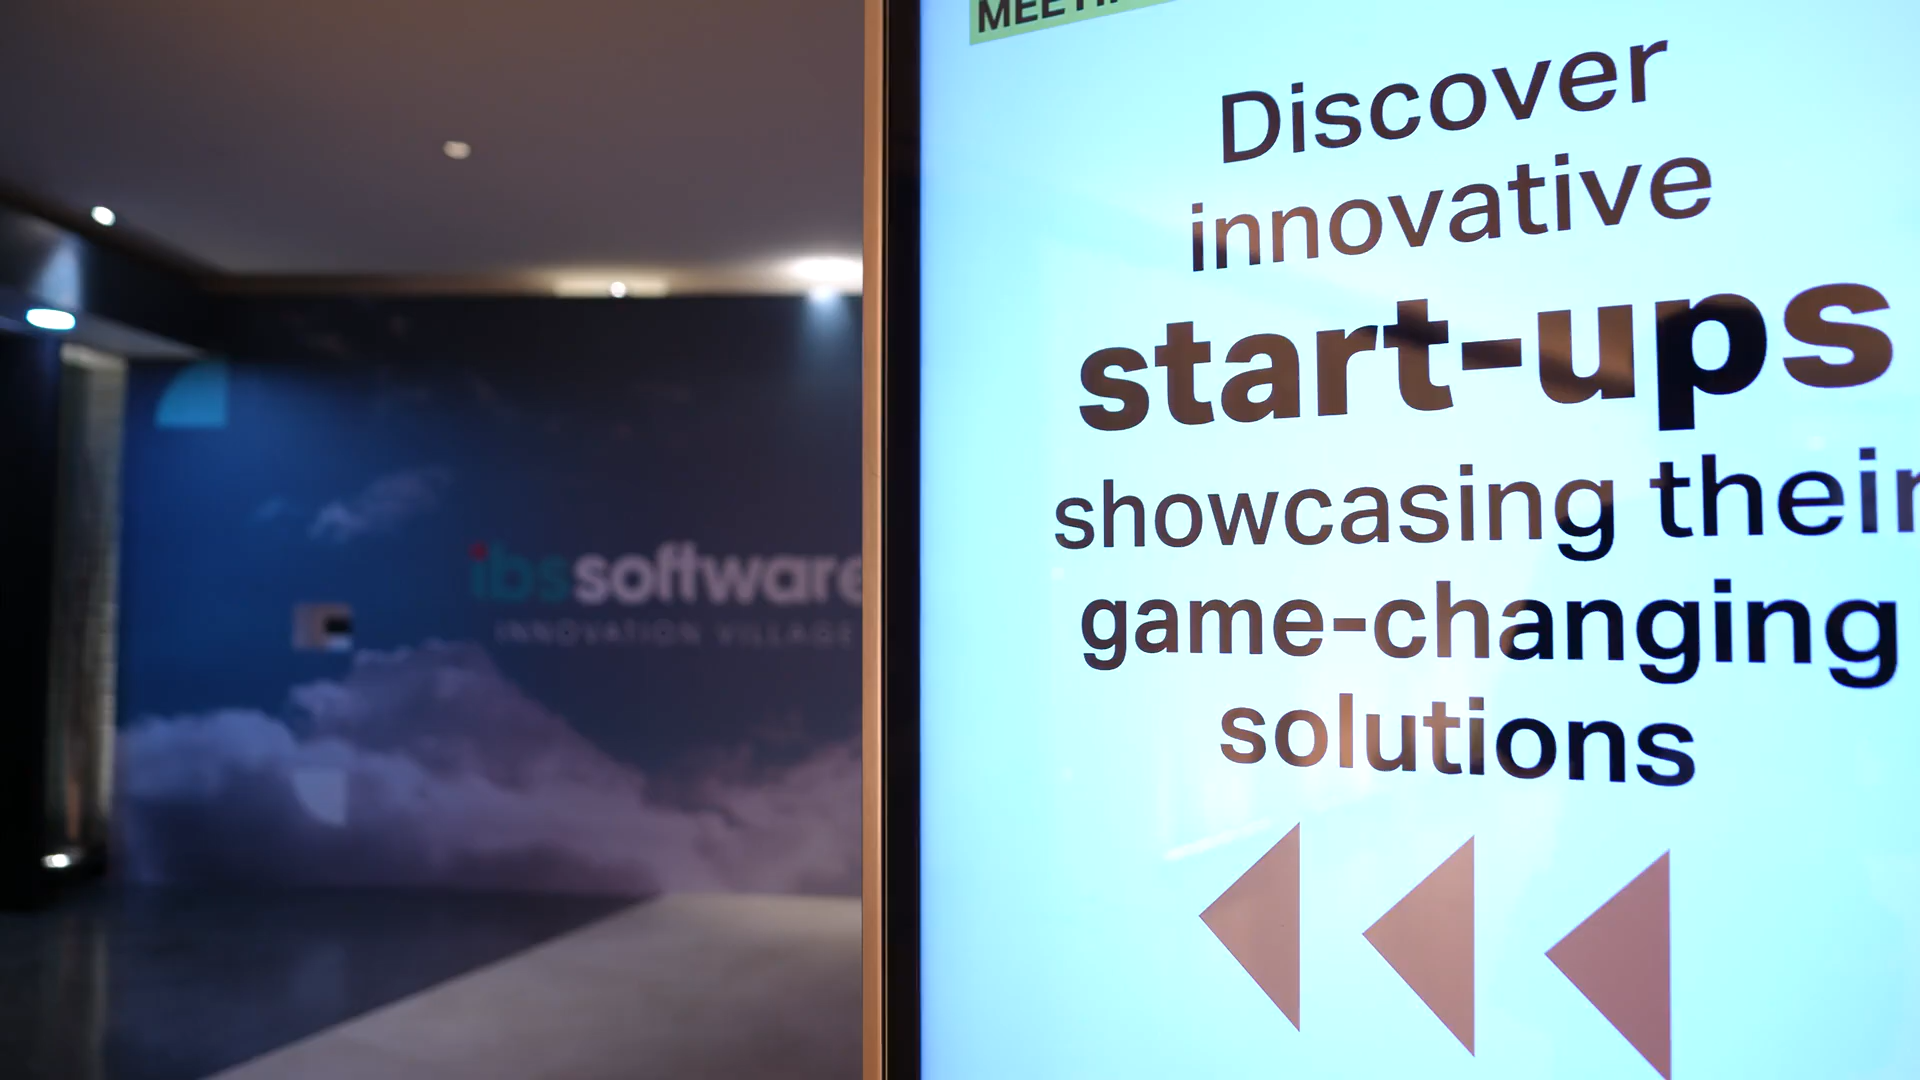 Discover
innovative
start-ups
showcasing their
game-changing
solutions
ibssoftware
INNOVATION VILLAGE